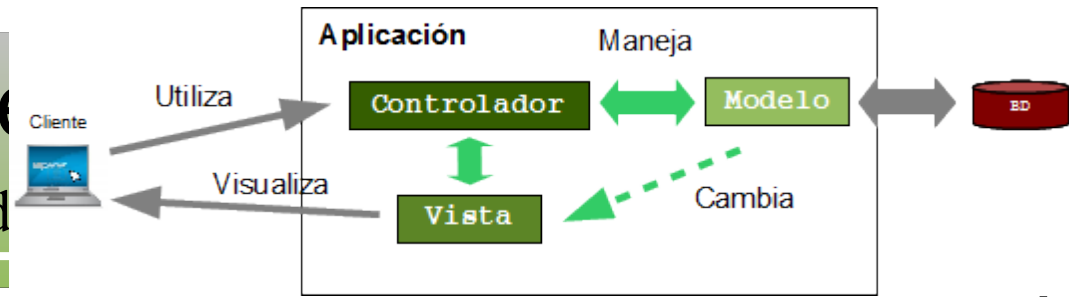 Aplicación
Maneja
Utiliza
Controlador
Modelo
BD
Cliente
Visualiza
Vista
Cambia